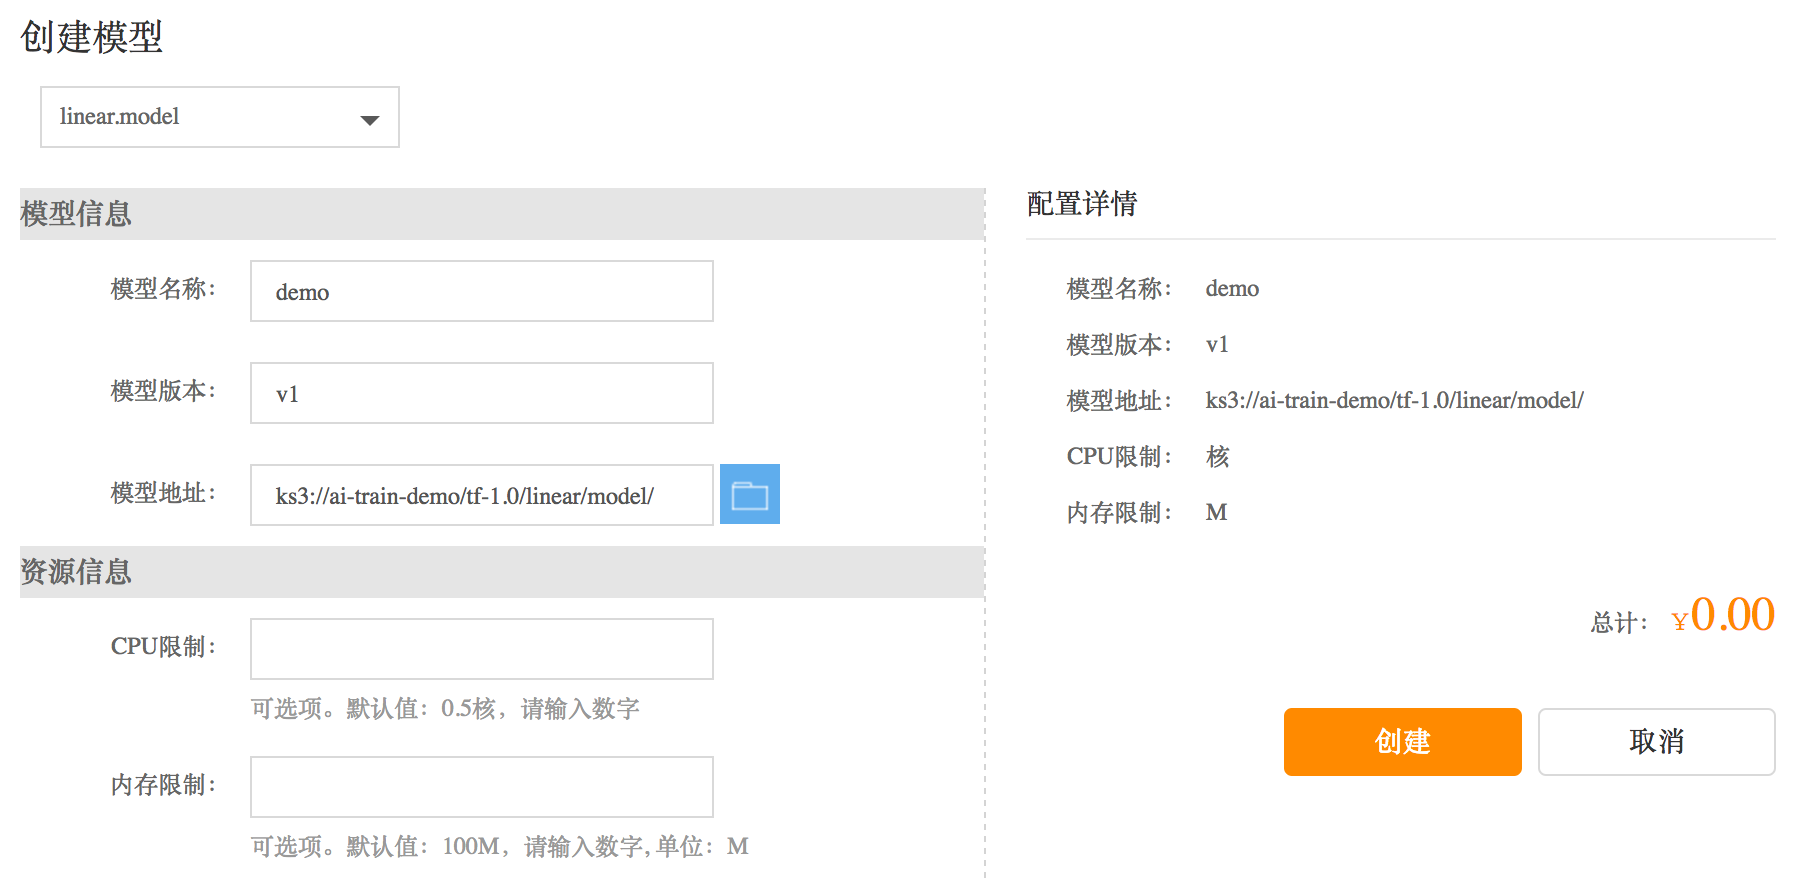 创建模型
linear.model
模型信息
模型名称： demo
模型版本： v1
模型地址： ks3://ai-train-demo/tf-1.0/linear/model/
资源信息
CPU限制：
可选项。默认值：0.5核，请输入数字
内存限制：
可选项。默认值：100M，请输入数字, 单位：M
配置详情
模型名称： demo
模型版本： v1
模型地址： ks3://ai-train-demo/tf-1.0/linear/model/
CPU限制： 核
内存限制： M
总计： ¥0.00
创建 取消